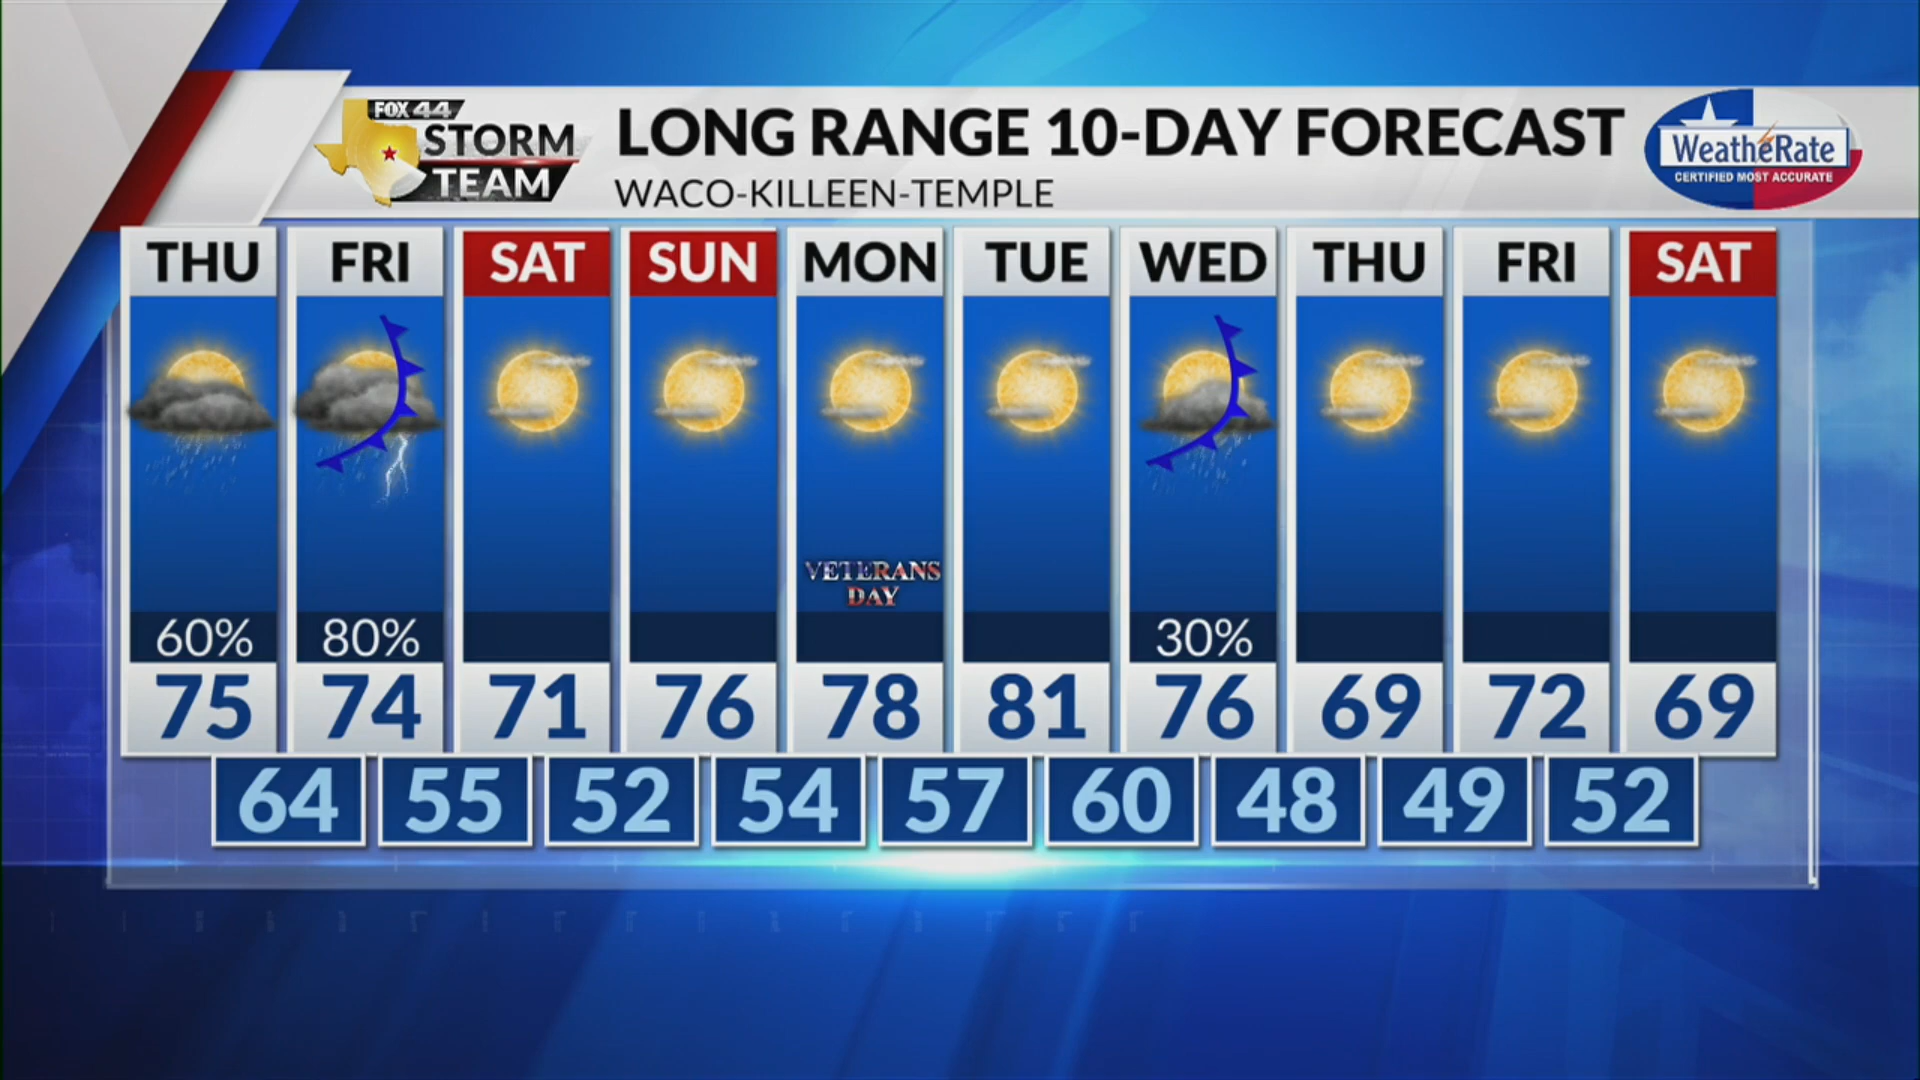 FOX 44
STORM
TEAM
LONG RANGE 10-DAY FORECAST
WACO-KILLEEN-TEMPLE
WeatheRate
CERTIFIED MOST ACCURATE
THU FRI SAT SUN MON TUE WED THU FRI SAT
VETERANS
DAY
60% 80% 30%
75 74 71 76 78 81 76 69 72 69
64 55 52 54 57 60 48 49 52